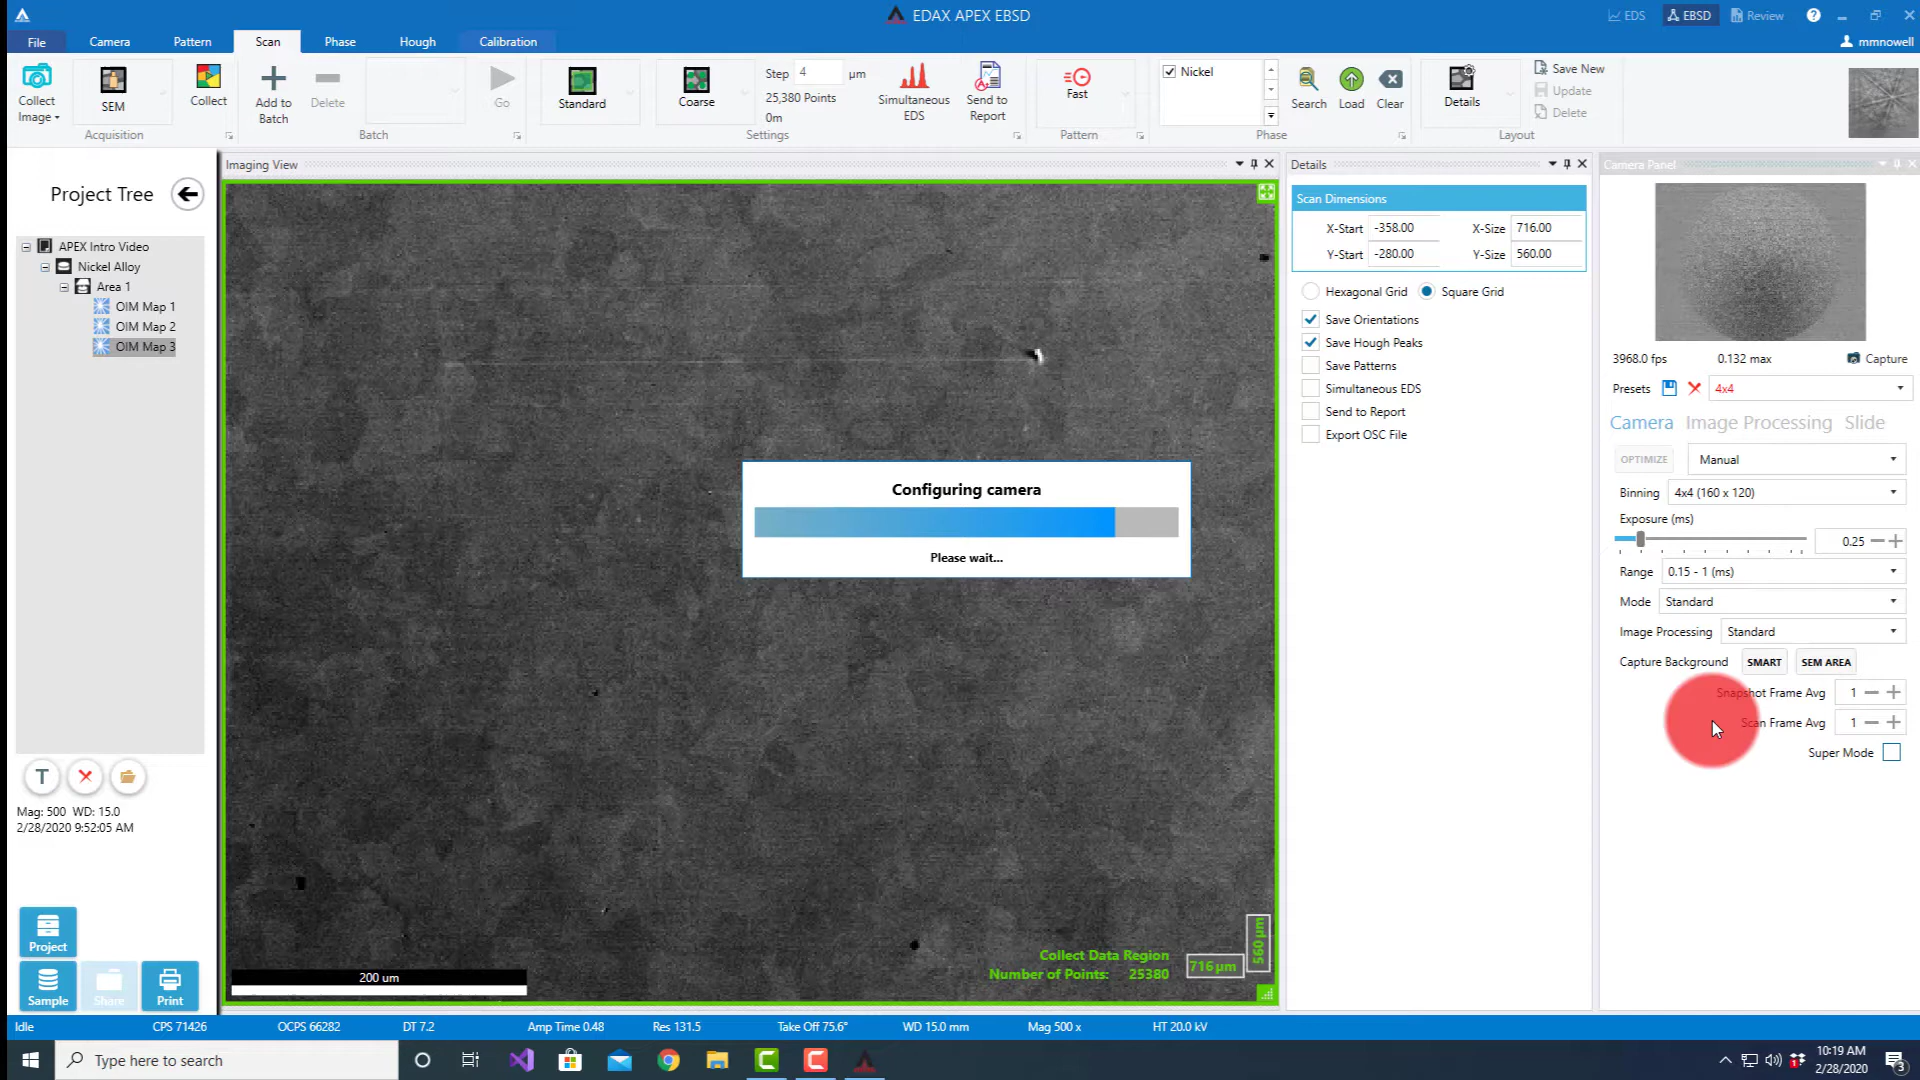 EDAX APEX EBSD
EDS
EBSD
Review
File
Camera
Pattern
Scan
Phase
Hough
Calibration
mmnowell
Collect
Image
SEM
Collect
Acquisition
Add to
Batch
Delete
Go
Batch
Standard
Coarse
Step 4 µm
25,380 Points
0m
Simultaneous
EDS
Send to
Report
Settings
Fast
Pattern
Nickel
Search
Load
Clear
Phase
Details
Save New
Update
Delete
Layout
Project Tree
APEX Intro Video
Nickel Alloy
Area 1
OIM Map 1
OIM Map 2
OIM Map 3
T
Mag: 500 WD: 15.0
2/28/2020 9:52:05 AM
Project
Sample
Share
Print
Imaging View
Configuring camera
Please wait...
200 um
Collect Data Region
Number of Points: 25380
716 µm
560 µm
Details
Scan Dimensions
X-Start -358.00 X-Size 716.00
Y-Start -280.00 Y-Size 560.00
Hexagonal Grid Square Grid
Save Orientations
Save Hough Peaks
Save Patterns
Simultaneous EDS
Send to Report
Export OSC File
Camera Panel
3968.0 fps 0.132 max Capture
Presets 4x4
Camera Image Processing Slide
OPTIMIZE Manual
Binning 4x4 (160 x 120)
Exposure (ms)
0.25
Range 0.15 - 1 (ms)
Mode Standard
Image Processing Standard
Capture Background SMART SEM AREA
Snapshot Frame Avg 1
Scan Frame Avg 1
Super Mode
Idle CPS 71426 OCPS 66282 DT 7.2 Amp Time 0.48 Res 131.5 Take Off 75.6° WD 15.0 mm Mag 500 x HT 20.0 kV
Type here to search
10:19 AM
2/28/2020
3